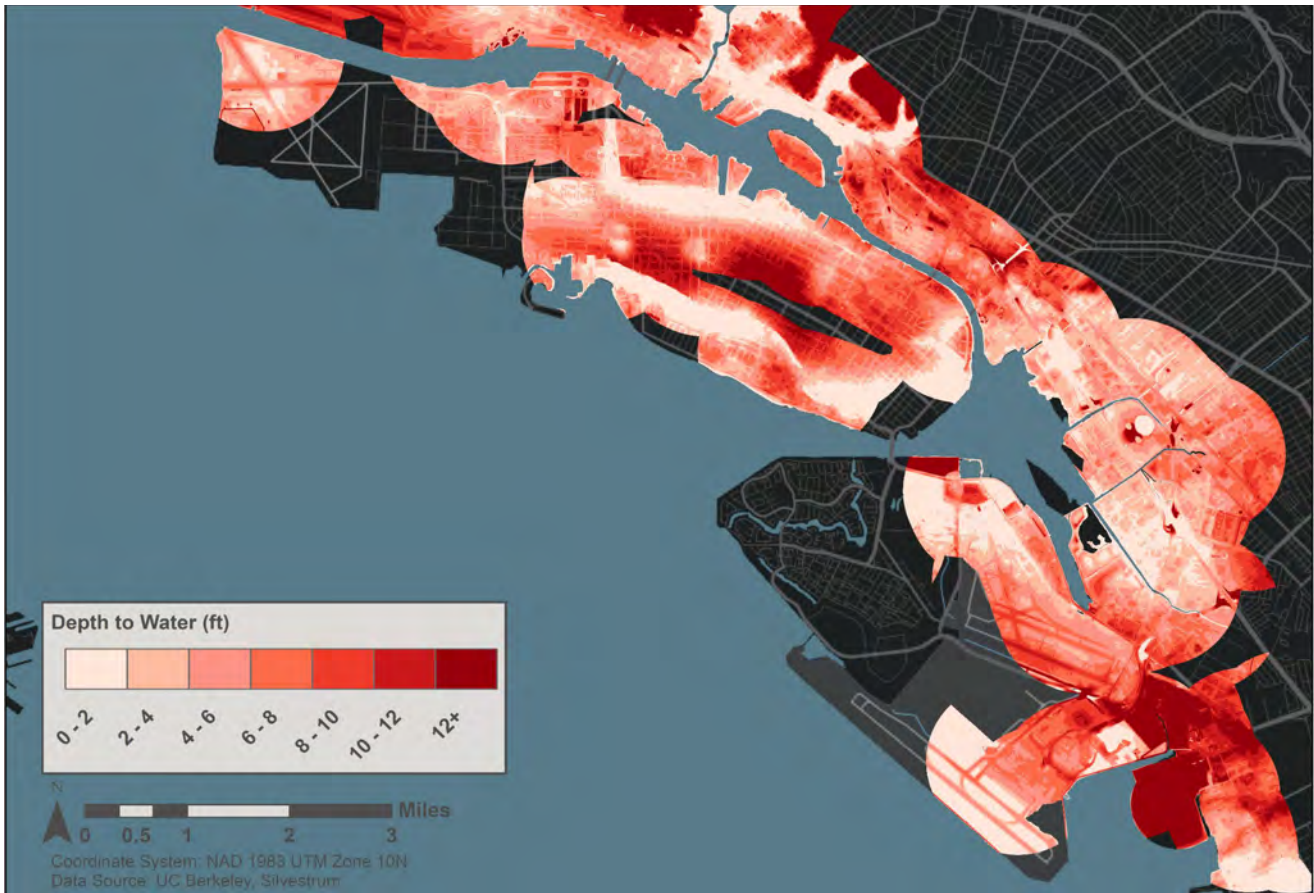 Depth to Water (ft)
0 - 2
2 - 4
4 - 6
6 - 8
8 - 10
10 - 12
12+
N
Miles
0 0.5 1 2 3
Coordinate System: NAD 1983 UTM Zone 10N
Data Source: UC Berkeley, Silvestrum